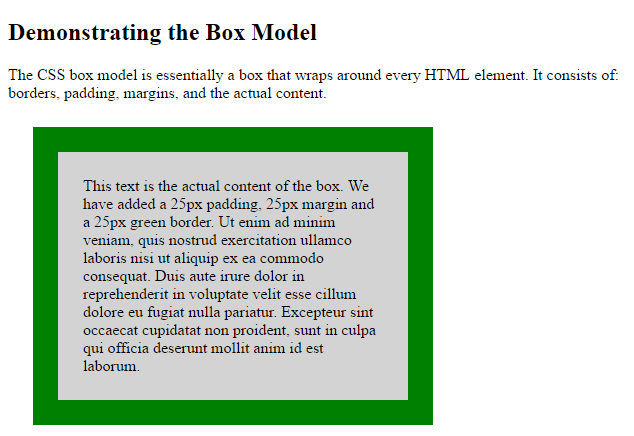 Demonstrating the Box Model
The CSS box model is essentially a box that wraps around every HTML element. It consists of:
borders, padding, margins, and the actual content.
This text is the actual content of the box. We
have added a 25px padding, 25px margin and
a 25px green border. Ut enim ad minim
veniam, quis nostrud exercitation ullamco
laboris nisi ut aliquip ex ea commodo
consequat. Duis aute irure dolor in
reprehenderit in voluptate velit esse cillum
dolore eu fugiat nulla pariatur. Excepteur sint
occaecat cupidatat non proident, sunt in culpa
qui officia deserunt mollit anim id est
laborum.